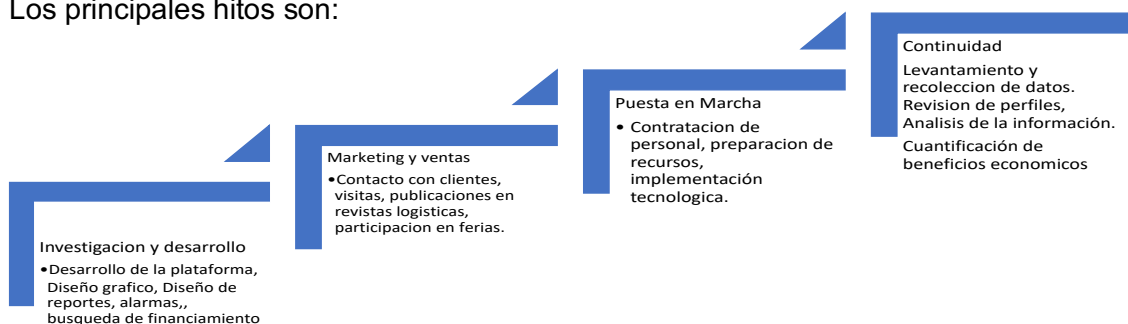 Los principales hitos son:
Investigacion y desarrollo
•Desarrollo de la plataforma,
Diseño grafico, Diseño de
reportes, alarmas,,
busqueda de financiamiento
Marketing y ventas
•Contacto con clientes,
visitas, publicaciones en
revistas logisticas,
participacion en ferias.
Puesta en Marcha
• Contratacion de
personal, preparacion de
recursos,
implementación
tecnologica.
Continuidad
Levantamiento y
recoleccion de datos.
Revision de perfiles,
Analisis de la información.
Cuantificación de
beneficios economicos